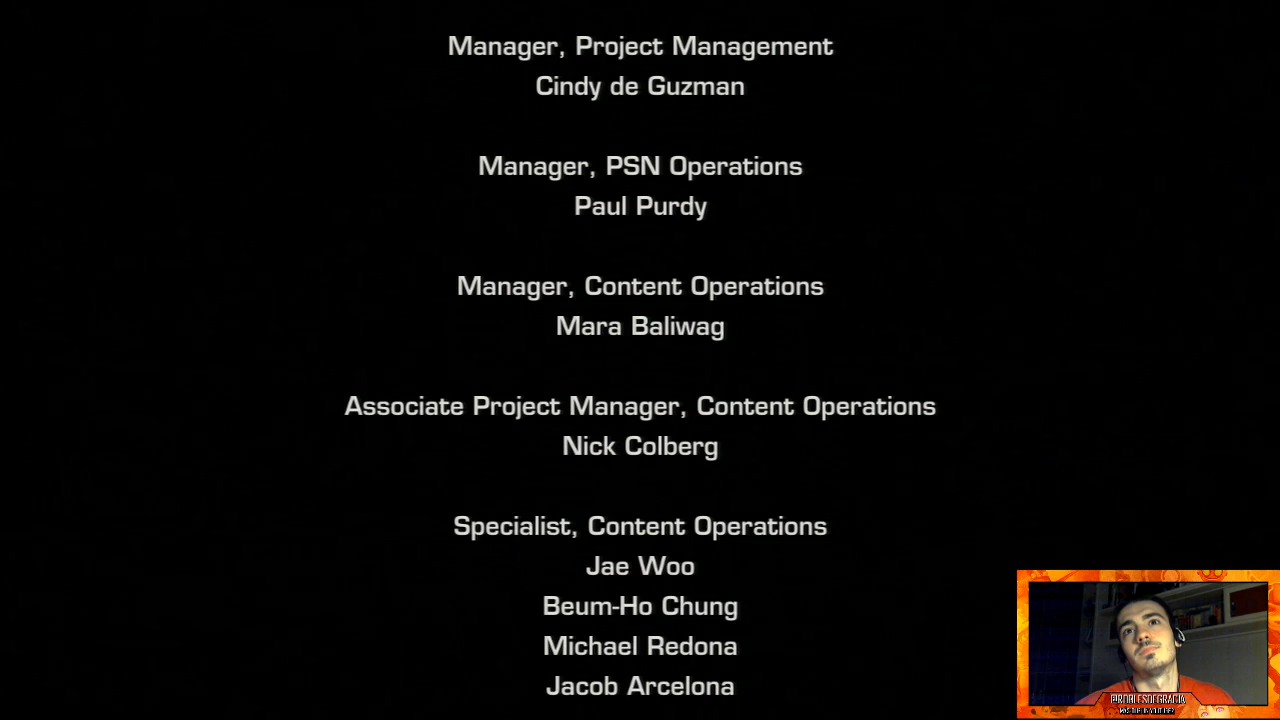 Manager, Project Management
Cindy de Guzman
Manager, PSN Operations
Paul Purdy
Manager, Content Operations
Mara Baliwag
Associate Project Manager, Content Operations
Nick Colberg
Specialist, Content Operations
Jae Woo
Beum-Ho Chung
Michael Redona
Jacob Arcelona
@ROBLESDEGRACIA